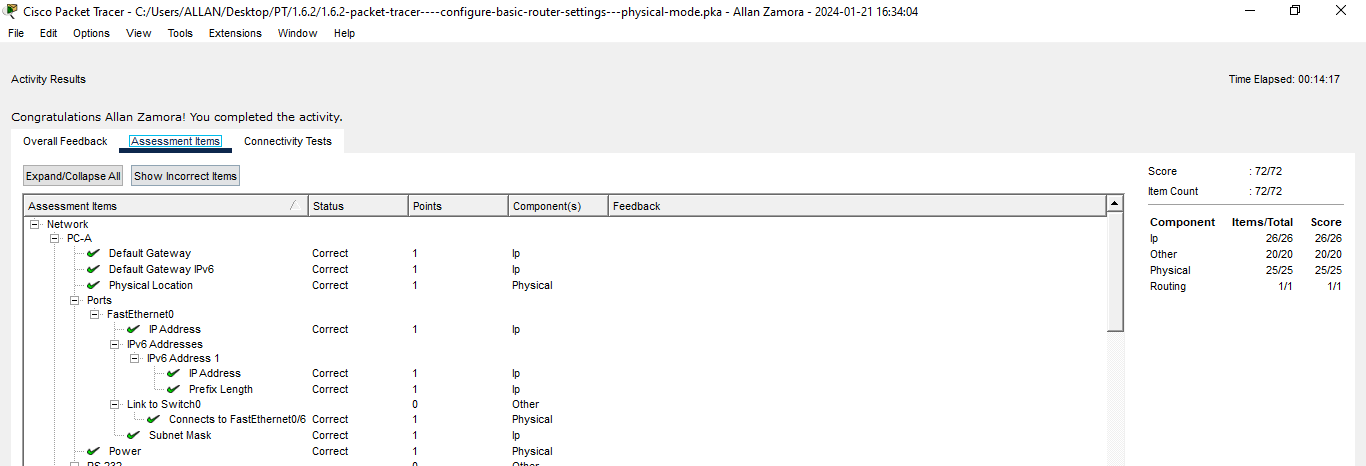 Cisco Packet Tracer - C:/Users/ALLAN/Desktop/PT/1.6.2/1.6.2-packet-tracer----configure-basic-router-settings---physical-mode.pka - Allan Zamora - 2024-01-21 16:34:04
File Edit Options View Tools Extensions Window Help
Activity Results Time Elapsed: 00:14:17
Congratulations Allan Zamora! You completed the activity.
Overall Feedback Assessment Items Connectivity Tests
Expand/Collapse All Show Incorrect Items
Assessment Items Status Points Component(s) Feedback
Network
PC-A
Default Gateway Correct 1 Ip
Default Gateway IPv6 Correct 1 Ip
Physical Location Correct 1 Physical
Ports
FastEthernet0
IP Address Correct 1 Ip
IPv6 Addresses
IPv6 Address 1
IP Address Correct 1 Ip
Prefix Length Correct 1 Ip
Link to Switch0 0 Other
Connects to FastEthernet0/6 Correct 1 Physical
Subnet Mask Correct 1 Ip
Power Correct 1 Physical
RS 232 0 Other
Score : 72/72
Item Count : 72/72
Component Items/Total Score
Ip 26/26 26/26
Other 20/20 20/20
Physical 25/25 25/25
Routing 1/1 1/1